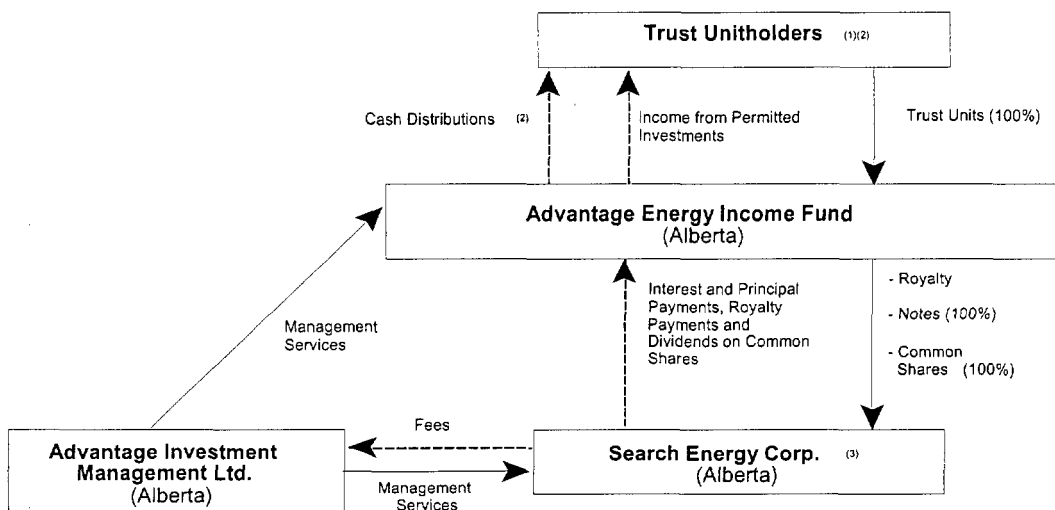 Trust Unitholders (1)(2)
Cash Distributions (2)
Income from Permitted
Investments
Trust Units (100%)
Advantage Energy Income Fund
(Alberta)
Management
Services
Interest and Principal
Payments, Royalty
Payments and
Dividends on Common
Shares
- Royalty
- Notes (100%)
- Common
Shares (100%)
Fees
Advantage Investment
Management Ltd.
(Alberta)
Management
Services
Search Energy Corp. (3)
(Alberta)